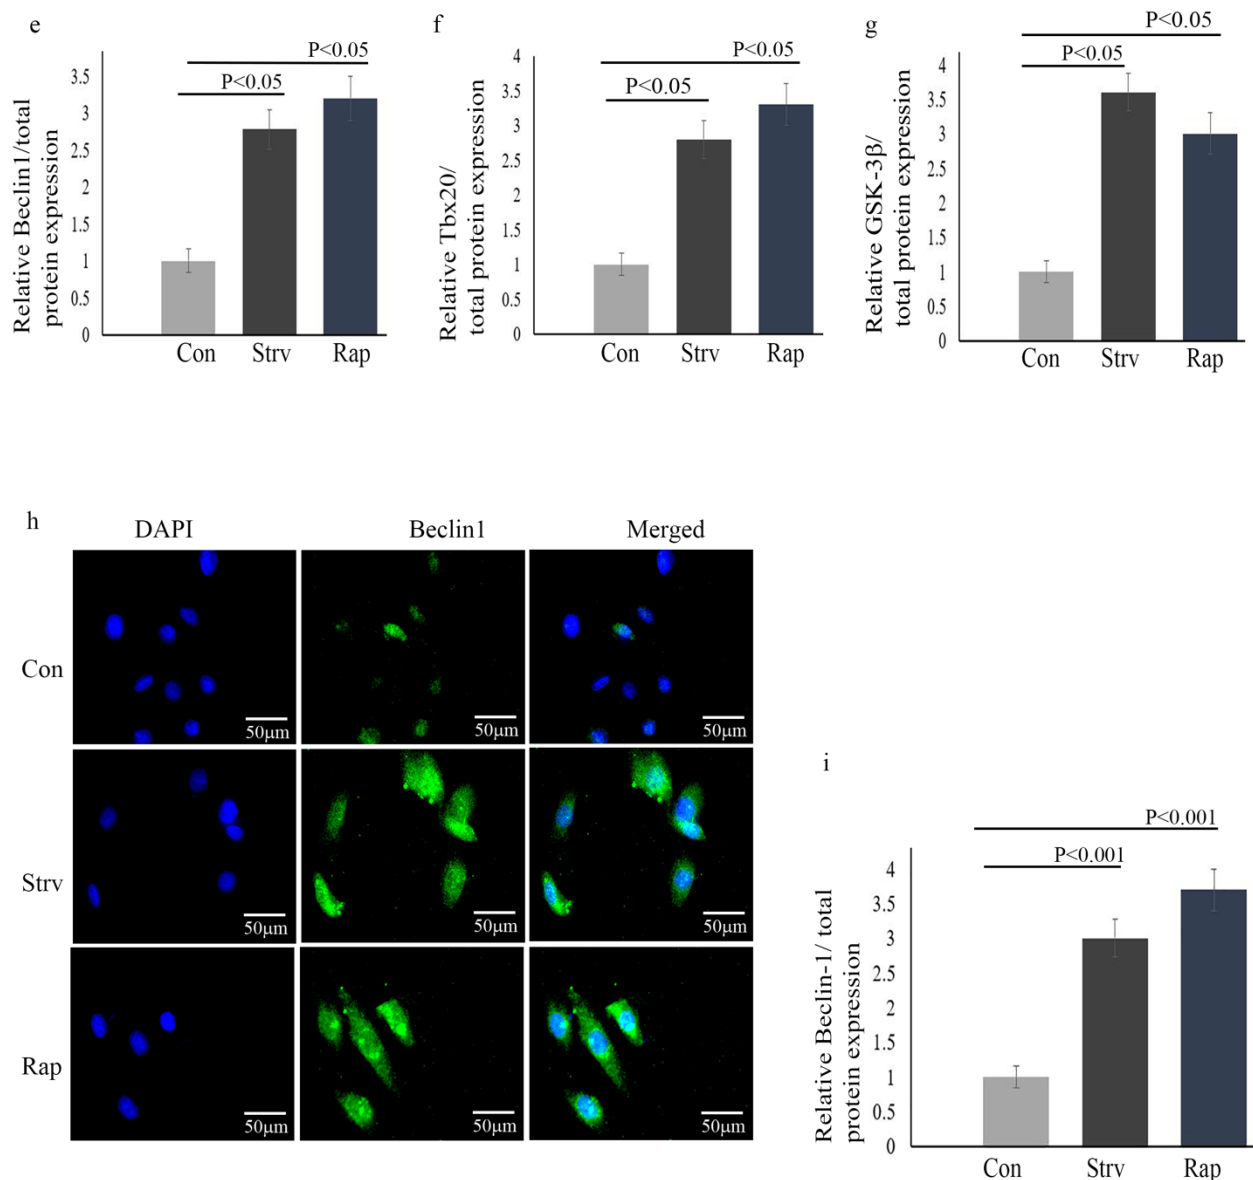 e
P<0.05
P<0.05
3.5
3
2.5
2
1.5
1
0.5
0
Relative Beclin1/total
protein expression
Con Strv Rap
f
P<0.05
P<0.05
4
3.5
3
2.5
2
1.5
1
0.5
0
Relative Tbx20/
total protein expression
Con Strv Rap
g
P<0.05
P<0.05
4
3.5
3
2.5
2
1.5
1
0.5
0
Relative GSK-3β/
total protein expression
Con Strv Rap
h
DAPI Beclin1 Merged
Con
50μm 50μm 50μm
Strv
50μm 50μm 50μm
Rap
50μm 50μm 50μm
i
P<0.001
P<0.001
4
3.5
3
2.5
2
1.5
1
0.5
0
Relative Beclin-1/ total
protein expression
Con Strv Rap